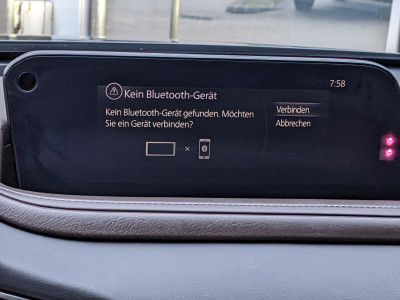 7:58
Kein Bluetooth-Gerät
Kein Bluetooth-Gerät gefunden. Möchten
Sie ein Gerät verbinden?
Verbinden
Abbrechen